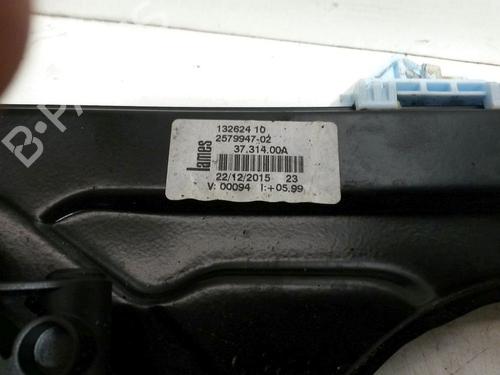 132624 10
2579947-02
lames
37.314.00A
22/12/2015 23
V: 00094 I:+05.99